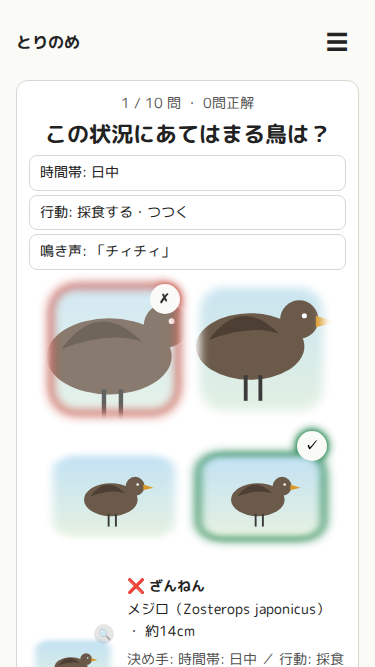 とりのめ
1 / 10 問 · 0問正解
この状況にあてはまる鳥は？
時間帯: 日中
行動: 採食する・つつく
鳴き声: 「チィチィ」
✗
✓
❌ ざんねん
メジロ（Zosterops japonicus）
· 約14cm
決め手: 時間帯: 日中 ／ 行動: 採食